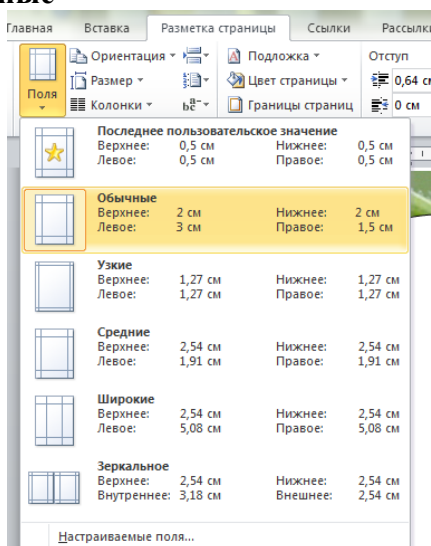 ные
Главная Вставка Разметка страницы Ссылки Рассылки
Поля Ориентация Подложка Отступ
Размер Цвет страницы 0,64 см
Колонки Границы страниц 0 см
Последнее пользовательское значение
Верхнее: 0,5 см Нижнее: 0,5 см
Левое: 0,5 см Правое: 0,5 см
Обычные
Верхнее: 2 см Нижнее: 2 см
Левое: 3 см Правое: 1,5 см
Узкие
Верхнее: 1,27 см Нижнее: 1,27 см
Левое: 1,27 см Правое: 1,27 см
Средние
Верхнее: 2,54 см Нижнее: 2,54 см
Левое: 1,91 см Правое: 1,91 см
Широкие
Верхнее: 2,54 см Нижнее: 2,54 см
Левое: 5,08 см Правое: 5,08 см
Зеркальное
Верхнее: 2,54 см Нижнее: 2,54 см
Внутреннее: 3,18 см Внешнее: 2,54 см
Настраиваемые поля...